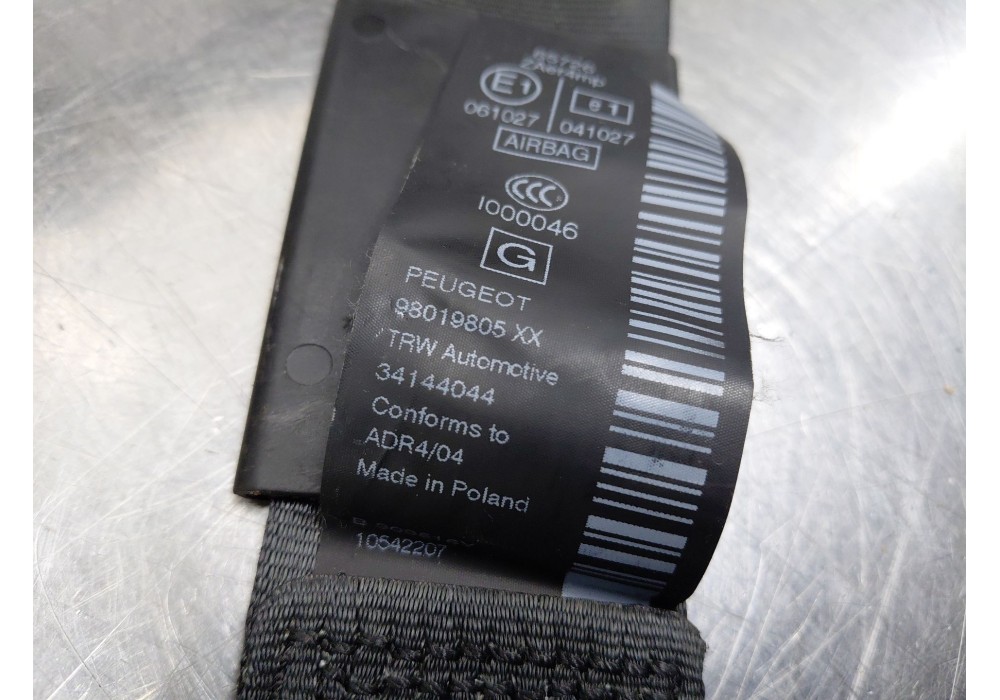 E1
e 1
061027
041027
AIRBAG
CCC
I000046
G
PEUGEOT
98019805 XX
TRW Automotive
34144044
Conforms to
ADR4/04
Made in Poland
10542207